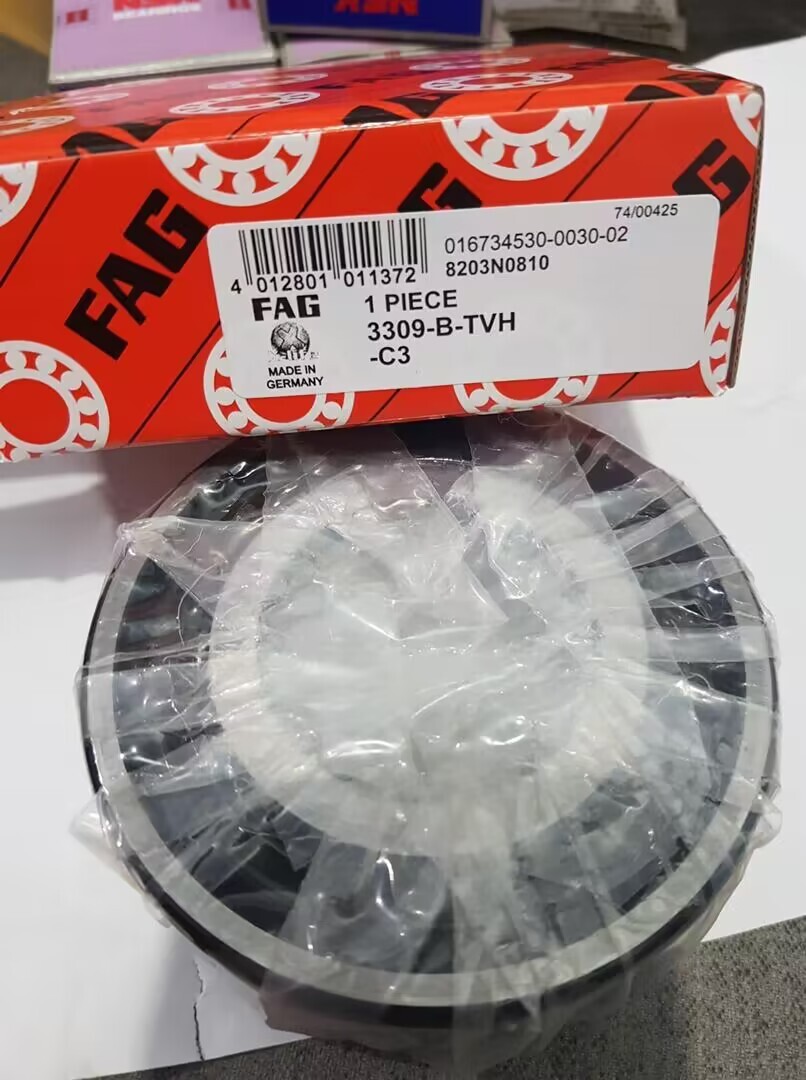 BEARINGS
FAG
FAG
74/00425
016734530-0030-02
8203N0810
4 012801 011372
FAG
1 PIECE
3309-B-TVH
-C3
MADE IN
GERMANY